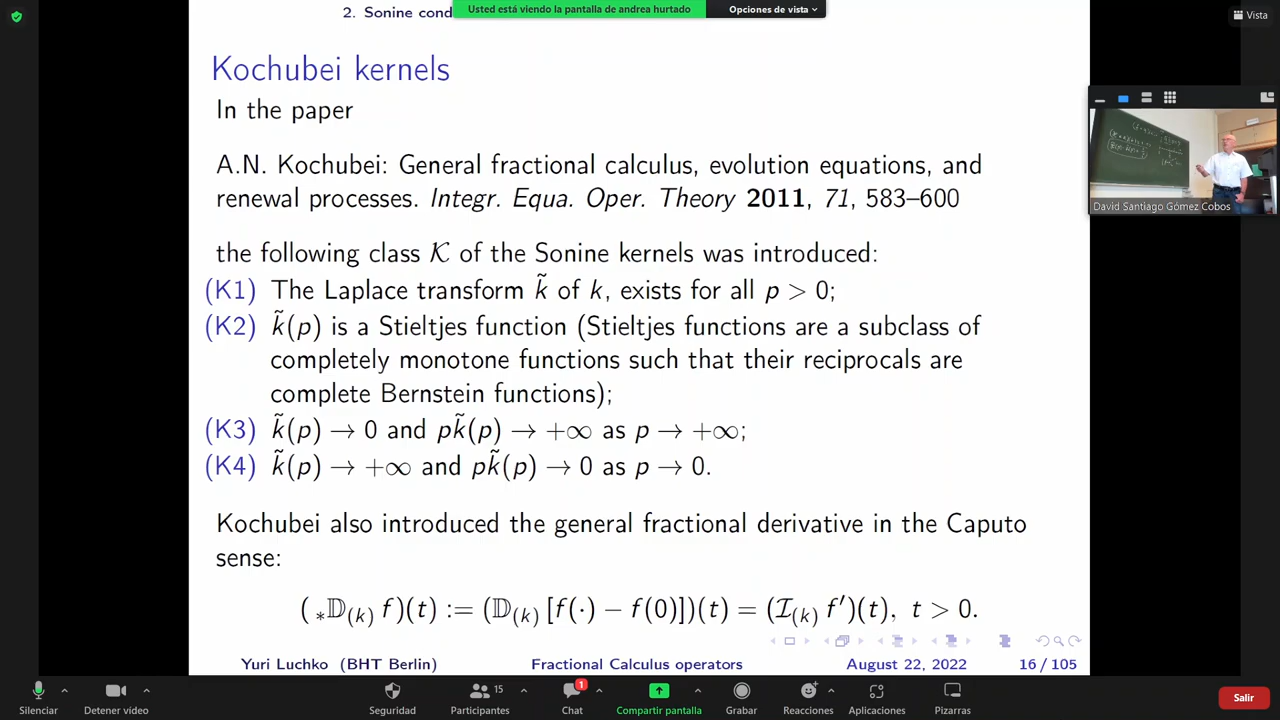 2. Sonine cond
Usted está viendo la pantalla de andrea hurtado
Opciones de vista
Vista
Kochubei kernels
In the paper
A.N. Kochubei: General fractional calculus, evolution equations, and
renewal processes. Integr. Equa. Oper. Theory 2011, 71, 583–600
the following class 𝒦 of the Sonine kernels was introduced:
(K1) The Laplace transform k̃ of k, exists for all p > 0;
(K2) k̃(p) is a Stieltjes function (Stieltjes functions are a subclass of
completely monotone functions such that their reciprocals are
complete Bernstein functions);
(K3) k̃(p) → 0 and pk̃(p) → +∞ as p → +∞;
(K4) k̃(p) → +∞ and pk̃(p) → 0 as p → 0.
Kochubei also introduced the general fractional derivative in the Caputo
sense:
( ∗𝔻(k) f)(t) := (𝔻(k) [f(·) − f(0)])(t) = (ℐ(k) f′)(t), t > 0.
Yuri Luchko (BHT Berlin) Fractional Calculus operators August 22, 2022 16 / 105
David Santiago Gómez Cobos
Silenciar Detener vídeo Seguridad Participantes 15 Chat 1 Compartir pantalla Grabar Reacciones Aplicaciones Pizarras Salir